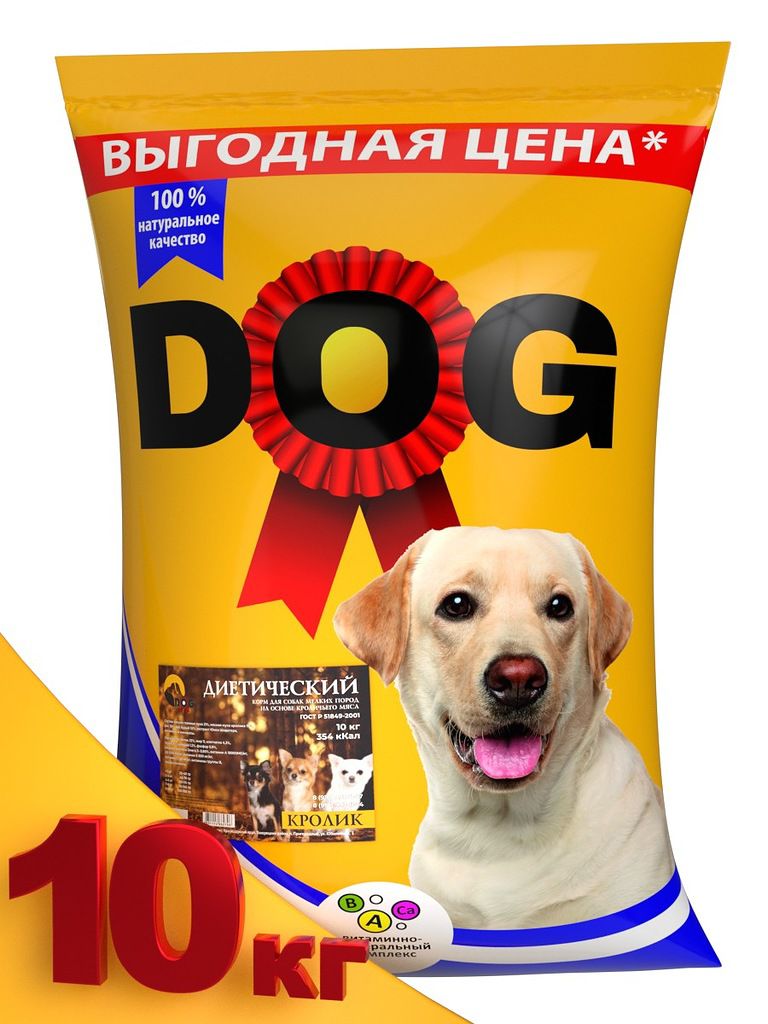 ВЫГОДНАЯ ЦЕНА*
100 %
натуральное
качество
DOG
DOG
ДИЕТИЧЕСКИЙ
КОРМ ДЛЯ СОБАК МЕЛКИХ ПОРОД
НА ОСНОВЕ КРОЛИЧЬЕГО МЯСА
ГОСТ Р 51849-2001
10 кг
354 кКал
КРОЛИК
B
A
Ca
витаминно-
комплекс
10 кг